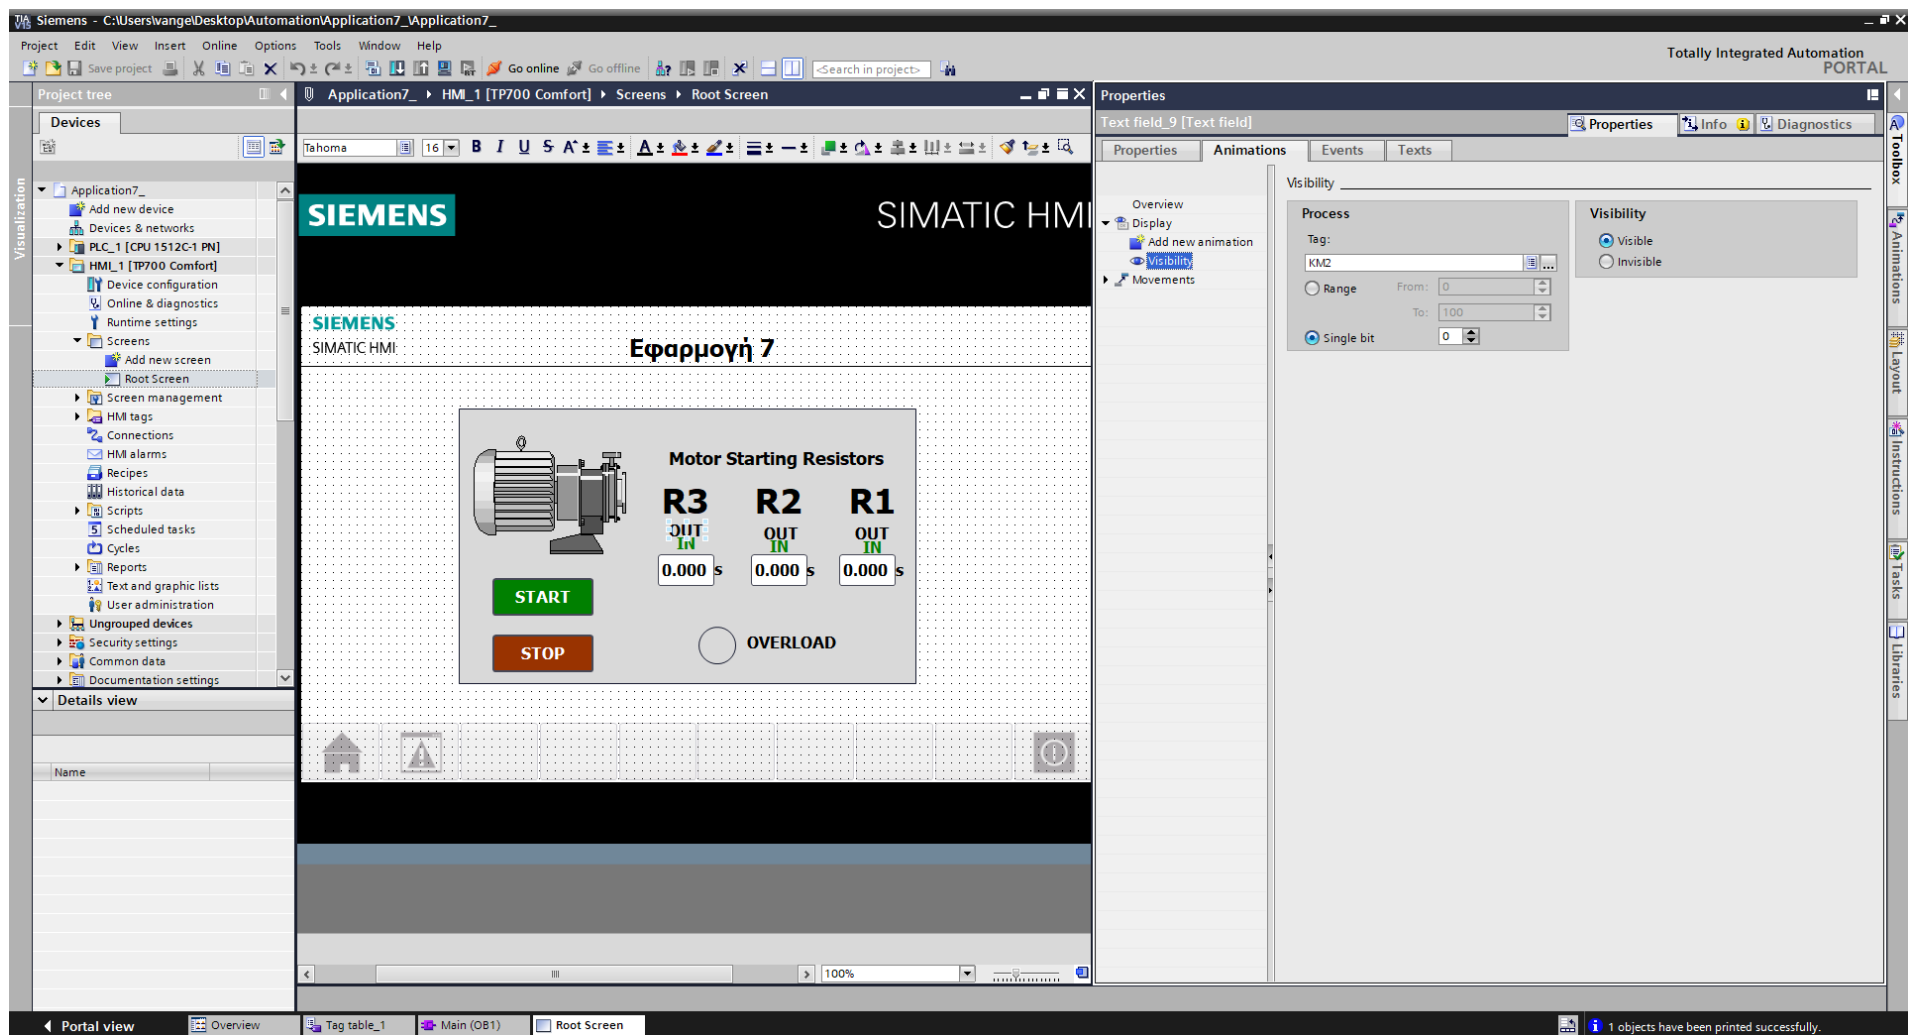 Siemens - C:\Users\vange\Desktop\Automation\Application7_\Application7_
Project Edit View Insert Online Options Tools Window Help
Totally Integrated Automation
PORTAL
Save project
Go online
Go offline
<Search in project>
Project tree
Application7_ HMI_1 [TP700 Comfort] Screens Root Screen
Properties
Devices
Text field_9 [Text field]
Properties Info Diagnostics
Tahoma 16 B I U S A A
Properties Animations Events Texts
Visualization
Application7_
Add new device
Devices & networks
PLC_1 [CPU 1512C-1 PN]
HMI_1 [TP700 Comfort]
Device configuration
Online & diagnostics
Runtime settings
Screens
Add new screen
Root Screen
Screen management
HMI tags
Connections
HMI alarms
Recipes
Historical data
Scripts
Scheduled tasks
Cycles
Reports
Text and graphic lists
User administration
Ungrouped devices
Security settings
Common data
Documentation settings
Details view
Name
SIEMENS SIMATIC HMI
SIEMENS
SIMATIC HMI
Εφαρμογή 7
Motor Starting Resistors
R3 R2 R1
OUT OUT OUT
IN IN IN
0.000 s 0.000 s 0.000 s
START
STOP
OVERLOAD
100%
Overview
Display
Add new animation
Visibility
Movements
Visibility
Process
Tag:
KM2
Range From: 0
To: 100
Single bit 0
Visibility
Visible
Invisible
Toolbox
Animations
Layout
Instructions
Tasks
Libraries
Portal view Overview Tag table_1 Main (OB1) Root Screen
1 objects have been printed successfully.